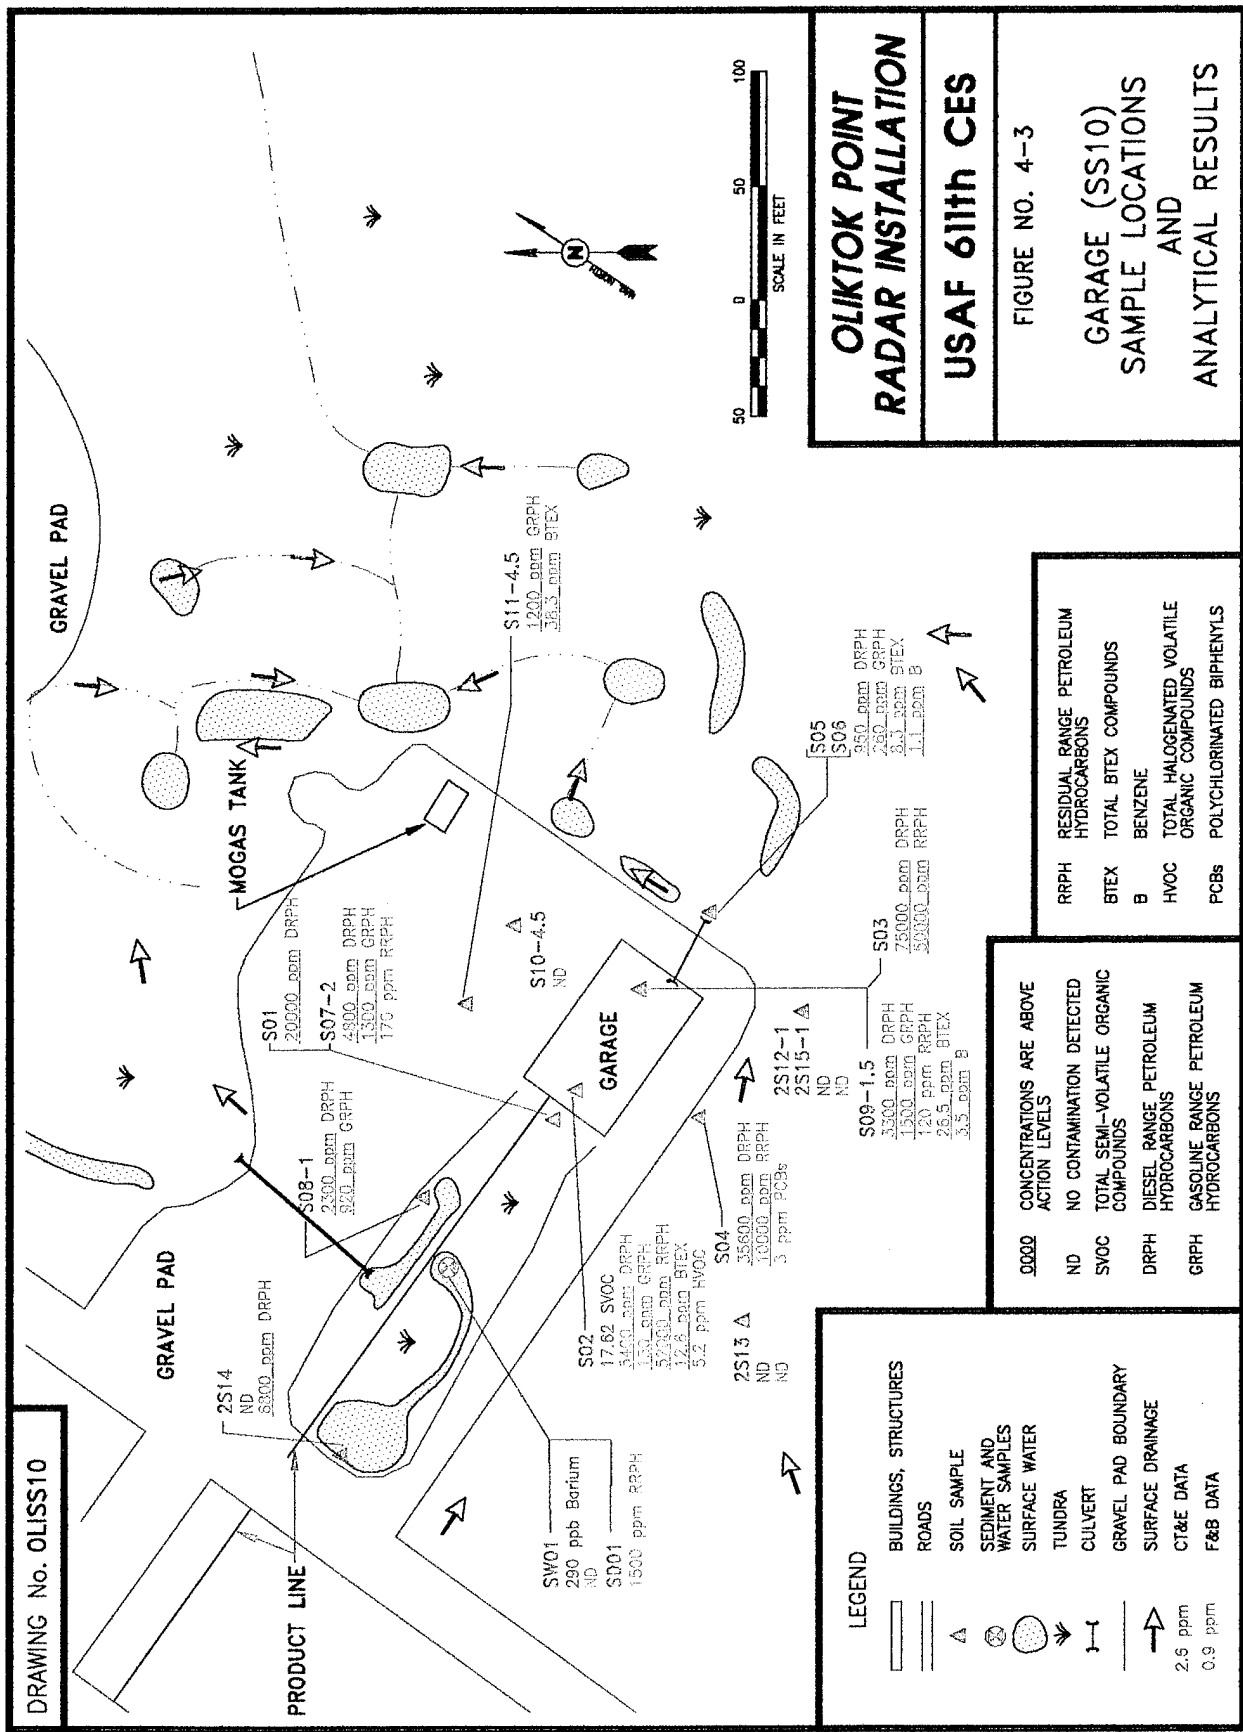 DRAWING No. OLISS10
GRAVEL PAD
GRAVEL PAD
PRODUCT LINE
MOGAS TANK
GARAGE
2S14
ND
6800 ppm DRPH
S08-1
2300 ppm DRPH
920 ppm GRPH
S01
20000 ppm DRPH
S07-2
4800 ppm DRPH
1300 ppm GRPH
170 ppm RRPH
S11-4.5
1200 ppm GRPH
38.3 ppm BTEX
S10-4.5
ND
SW01
290 ppb Barium
ND
SD01
1500 ppm RRPH
S02
17.62 SVOC
ppm DRPH
ppm GRPH
ppm RRPH
12.6 ppm BTEX
5.2 ppm HVOC
S04
35600 ppm DRPH
10000 ppm RRPH
3 ppm PCBs
2S13
ND
ND
2S12-1
2S15-1
ND
ND
S09-1.5
3300 ppm DRPH
1500 ppm GRPH
120 ppm RRPH
ppm BTEX
3.5 ppm B
S03
75000 ppm DRPH
50000 ppm RRPH
S05
S06
950 ppm DRPH
260 ppm GRPH
8.3 ppm BTEX
1.1 ppm B
N
50 0 50 100
SCALE IN FEET
LEGEND
BUILDINGS, STRUCTURES
ROADS
SOIL SAMPLE
SEDIMENT AND
WATER SAMPLES
SURFACE WATER
TUNDRA
CULVERT
GRAVEL PAD BOUNDARY
SURFACE DRAINAGE
2.6 ppm CT&E DATA
0.9 ppm F&B DATA
0000 CONCENTRATIONS ARE ABOVE
ACTION LEVELS
ND NO CONTAMINATION DETECTED
SVOC TOTAL SEMI-VOLATILE ORGANIC
COMPOUNDS
DRPH DIESEL RANGE PETROLEUM
HYDROCARBONS
GRPH GASOLINE RANGE PETROLEUM
HYDROCARBONS
RRPH RESIDUAL RANGE PETROLEUM
HYDROCARBONS
BTEX TOTAL BTEX COMPOUNDS
B BENZENE
HVOC TOTAL HALOGENATED VOLATILE
ORGANIC COMPOUNDS
PCBs POLYCHLORINATED BIPHENYLS
OLIKTOK POINT
RADAR INSTALLATION
USAF 611th CES
FIGURE NO. 4-3
GARAGE (SS10)
SAMPLE LOCATIONS
AND
ANALYTICAL RESULTS